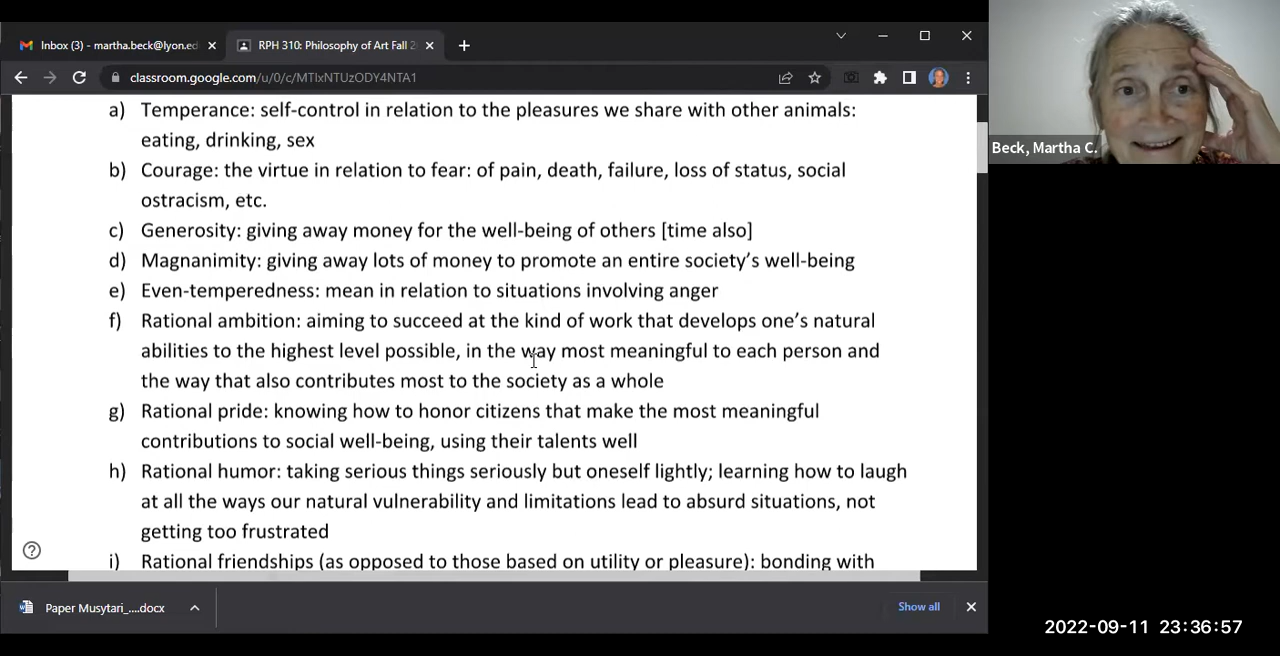 Inbox (3) - martha.beck@lyon.ed
RPH 310: Philosophy of Art Fall 2
classroom.google.com/u/0/c/MTIxNTUzODY4NTA1
a) Temperance: self-control in relation to the pleasures we share with other animals:
eating, drinking, sex
b) Courage: the virtue in relation to fear: of pain, death, failure, loss of status, social
ostracism, etc.
c) Generosity: giving away money for the well-being of others [time also]
d) Magnanimity: giving away lots of money to promote an entire society’s well-being
e) Even-temperedness: mean in relation to situations involving anger
f) Rational ambition: aiming to succeed at the kind of work that develops one’s natural
abilities to the highest level possible, in the way most meaningful to each person and
the way that also contributes most to the society as a whole
g) Rational pride: knowing how to honor citizens that make the most meaningful
contributions to social well-being, using their talents well
h) Rational humor: taking serious things seriously but oneself lightly; learning how to laugh
at all the ways our natural vulnerability and limitations lead to absurd situations, not
getting too frustrated
i) Rational friendships (as opposed to those based on utility or pleasure): bonding with
Paper Musytari_....docx
Show all
Beck, Martha C.
2022-09-11 23:36:57